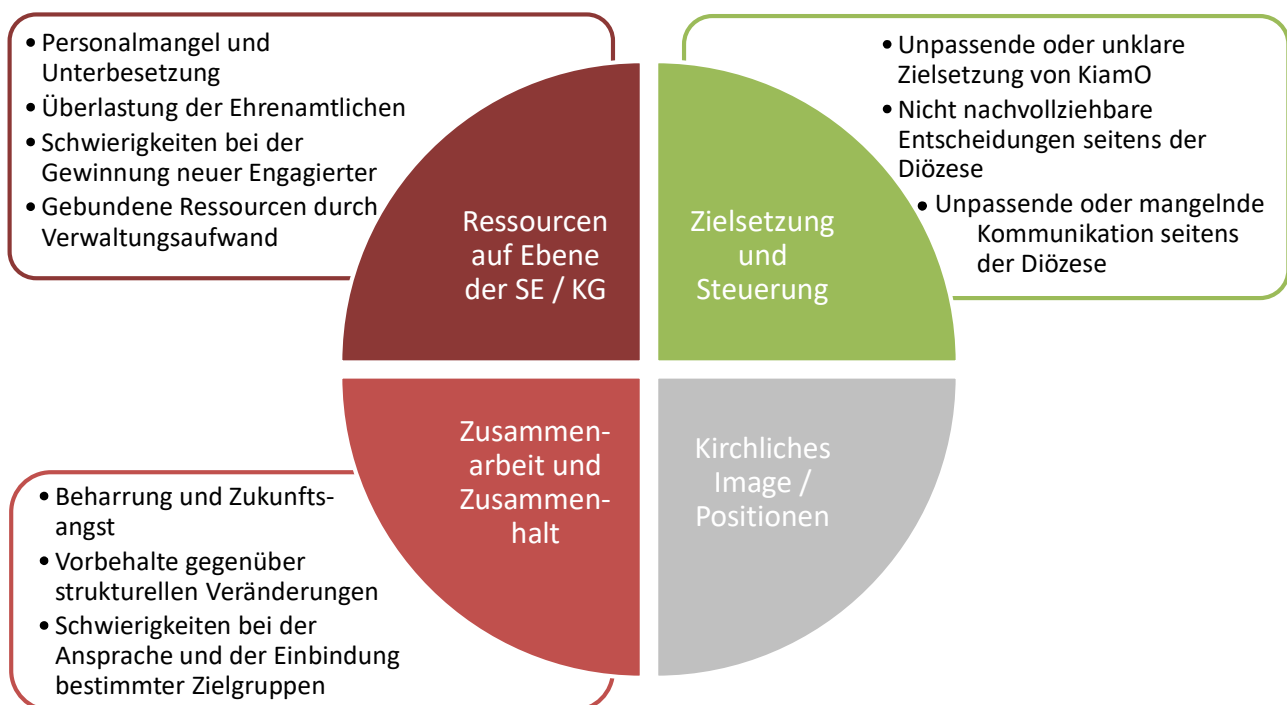 • Personalmangel und
Unterbesetzung
• Überlastung der Ehrenamtlichen
• Schwierigkeiten bei der
Gewinnung neuer Engagierter
• Gebundene Ressourcen durch
Verwaltungsaufwand
• Unpassende oder unklare
Zielsetzung von KiamO
• Nicht nachvollziehbare
Entscheidungen seitens der
Diözese
• Unpassende oder mangelnde
Kommunikation seitens
der Diözese
Ressourcen
auf Ebene
der SE / KG
Zielsetzung
und
Steuerung
Zusammen-
arbeit und
Zusammen-
halt
Kirchliches
Image /
Positionen
• Beharrung und Zukunfts-
angst
• Vorbehalte gegenüber
strukturellen Veränderungen
• Schwierigkeiten bei der
Ansprache und der Einbindung
bestimmter Zielgruppen